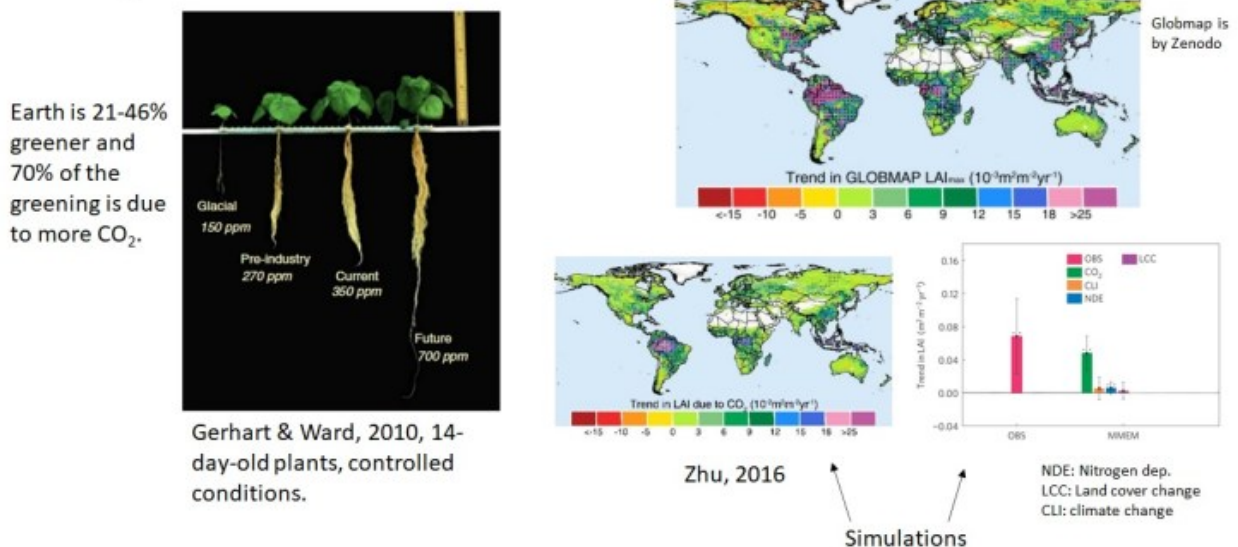 Earth is 21-46%
greener and
70% of the
greening is due
to more CO₂.
Glacial
150 ppm
Pre-industry
270 ppm
Current
350 ppm
Future
700 ppm
Gerhart & Ward, 2010, 14-
day-old plants, controlled
conditions.
Globmap is
by Zenodo
Trend in GLOBMAP LAImax (10⁻³m²m⁻²yr⁻¹)
<-15 -10 -5 0 3 6 9 12 15 18 >25
Trend in LAI due to CO₂ (10⁻³m²m⁻²yr⁻¹)
<-15 -10 -5 0 3 6 9 12 15 18 >25
Zhu, 2016
Trend in LAI (m² m⁻² yr⁻¹)
0.16
0.12
0.08
0.04
0.00
−0.04
OBS LCC
CO₂
CLI
NDE
OBS MMEM
NDE: Nitrogen dep.
LCC: Land cover change
CLI: climate change
Simulations